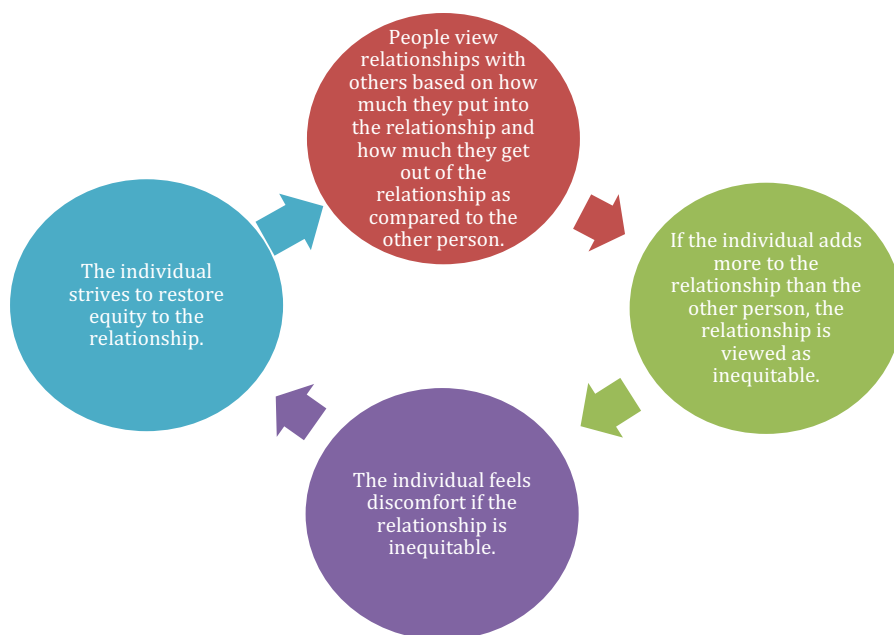 People view
relationships with
others based on how
much they put into
the relationship and
how much they get
out of the
relationship as
compared to the
other person.
If the individual adds
more to the
relationship than the
other person, the
relationship is
viewed as
inequitable.
The individual feels
discomfort if the
relationship is
inequitable.
The individual
strives to restore
equity to the
relationship.